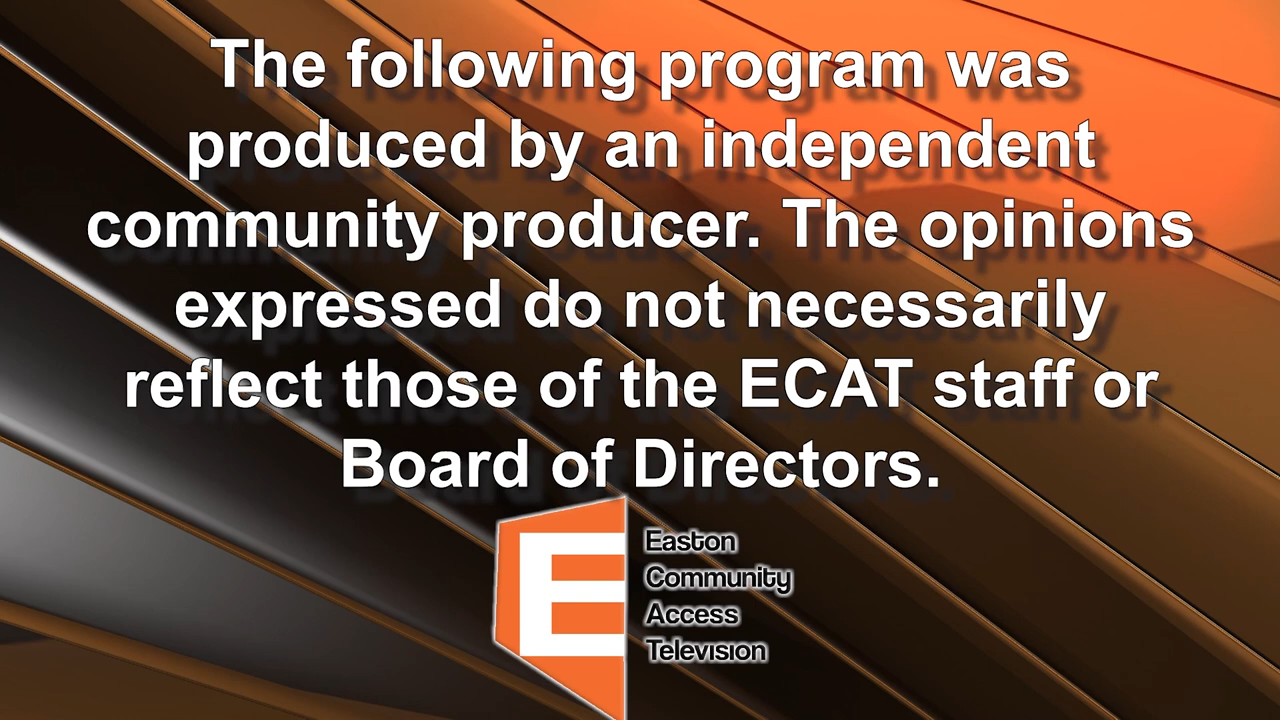 The following program was
produced by an independent
community producer. The opinions
expressed do not necessarily
reflect those of the ECAT staff or
Board of Directors.
E
Easton
Community
Access
Television